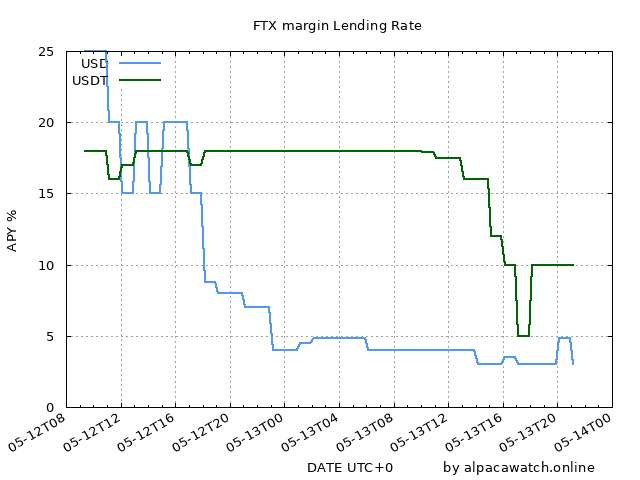 FTX margin Lending Rate
25
20
15
10
5
0
APY %
USD
USDT
05-12T08
05-12T12
05-12T16
05-12T20
05-13T00
05-13T04
05-13T08
05-13T12
05-13T16
05-13T20
05-14T00
DATE UTC+0 by alpacawatch.online